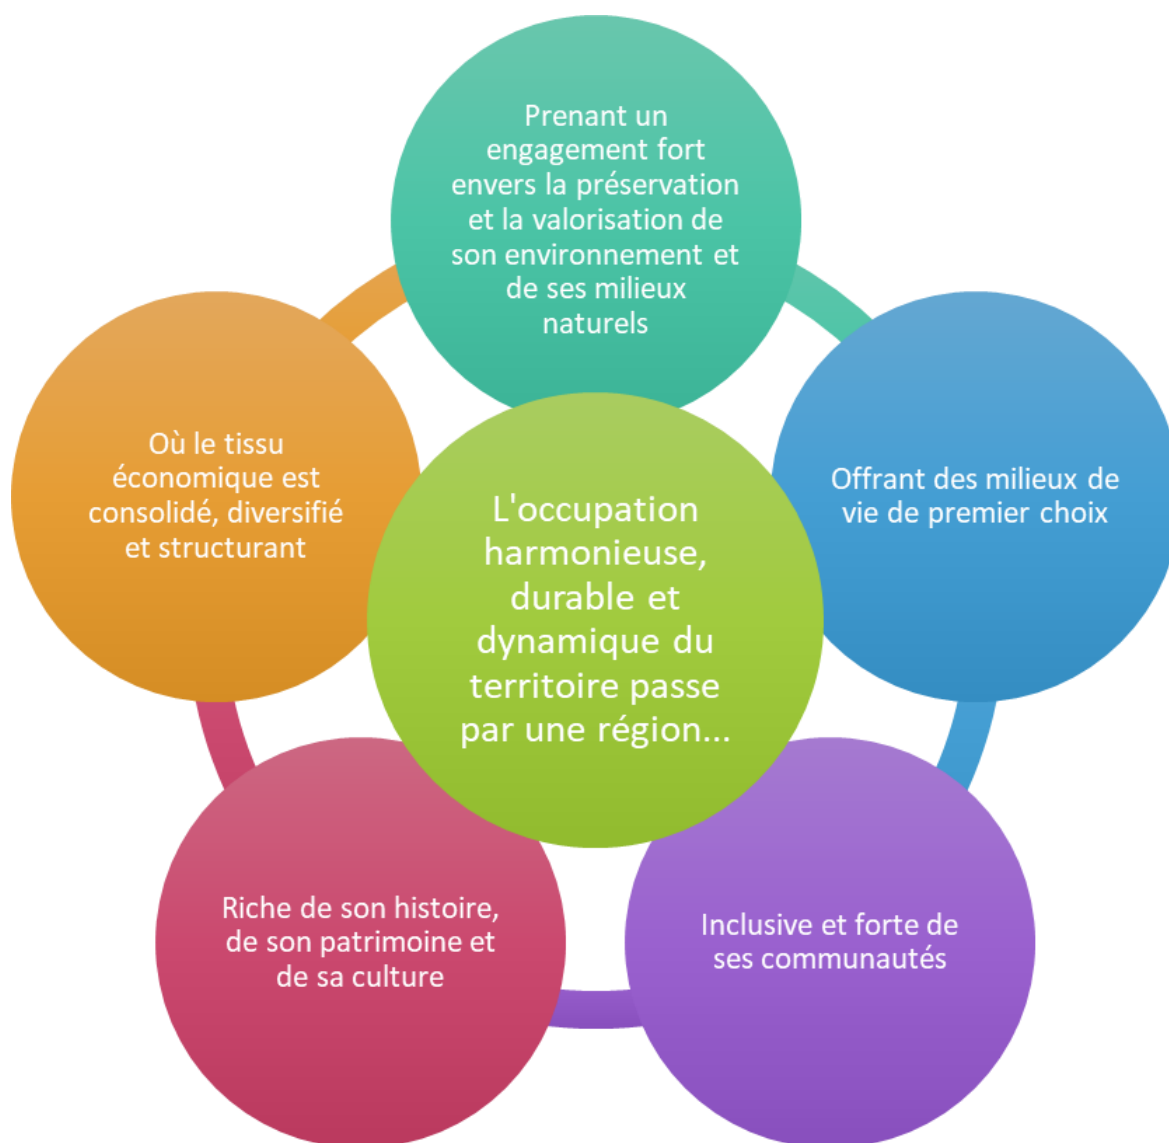 Prenant un
engagement fort
envers la préservation
et la valorisation de
son environnement et
de ses milieux
naturels
Offrant des milieux de
vie de premier choix
Inclusive et forte de
ses communautés
Riche de son histoire,
de son patrimoine et
de sa culture
Où le tissu
économique est
consolidé, diversifié
et structurant
L'occupation
harmonieuse,
durable et
dynamique du
territoire passe
par une région...